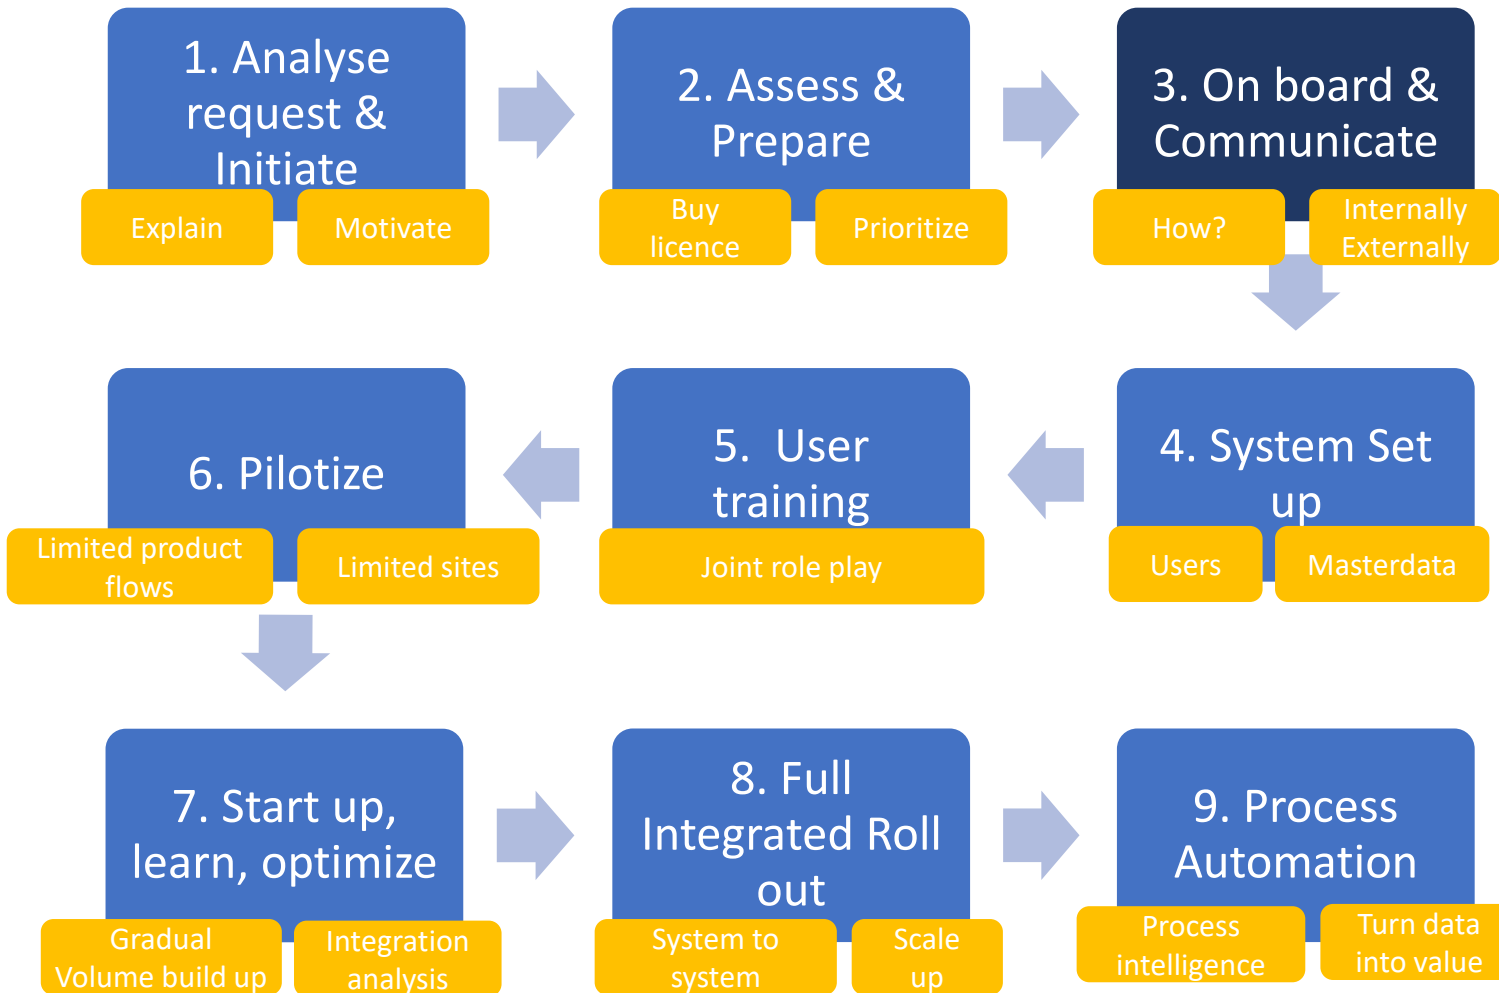 1. Analyse
request &
Initiate
Explain
Motivate
2. Assess &
Prepare
Buy
licence
Prioritize
3. On board &
Communicate
How?
Internally
Externally
4. System Set
up
Users
Masterdata
5. User
training
Joint role play
6. Pilotize
Limited product
flows
Limited sites
7. Start up,
learn, optimize
Gradual
Volume build up
Integration
analysis
8. Full
Integrated Roll
out
System to
system
Scale
up
9. Process
Automation
Process
intelligence
Turn data
into value